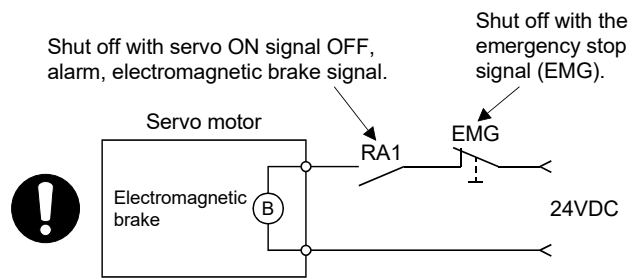 Shut off with servo ON signal OFF,
alarm, electromagnetic brake signal.
Shut off with the
emergency stop
signal (EMG).
Servo motor
RA1
EMG
Electromagnetic
brake
B
24VDC